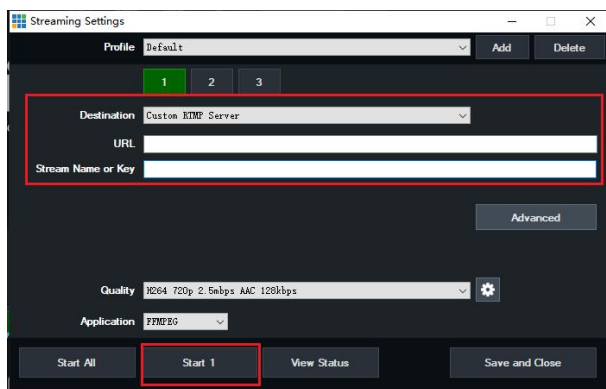 Streaming Settings
Profile Default Add Delete
1 2 3
Destination Custom RTMP Server
URL
Stream Name or Key
Advanced
Quality H264 720p 2.5mbps AAC 128kbps
Application FFMPEG
Start All Start 1 View Status Save and Close